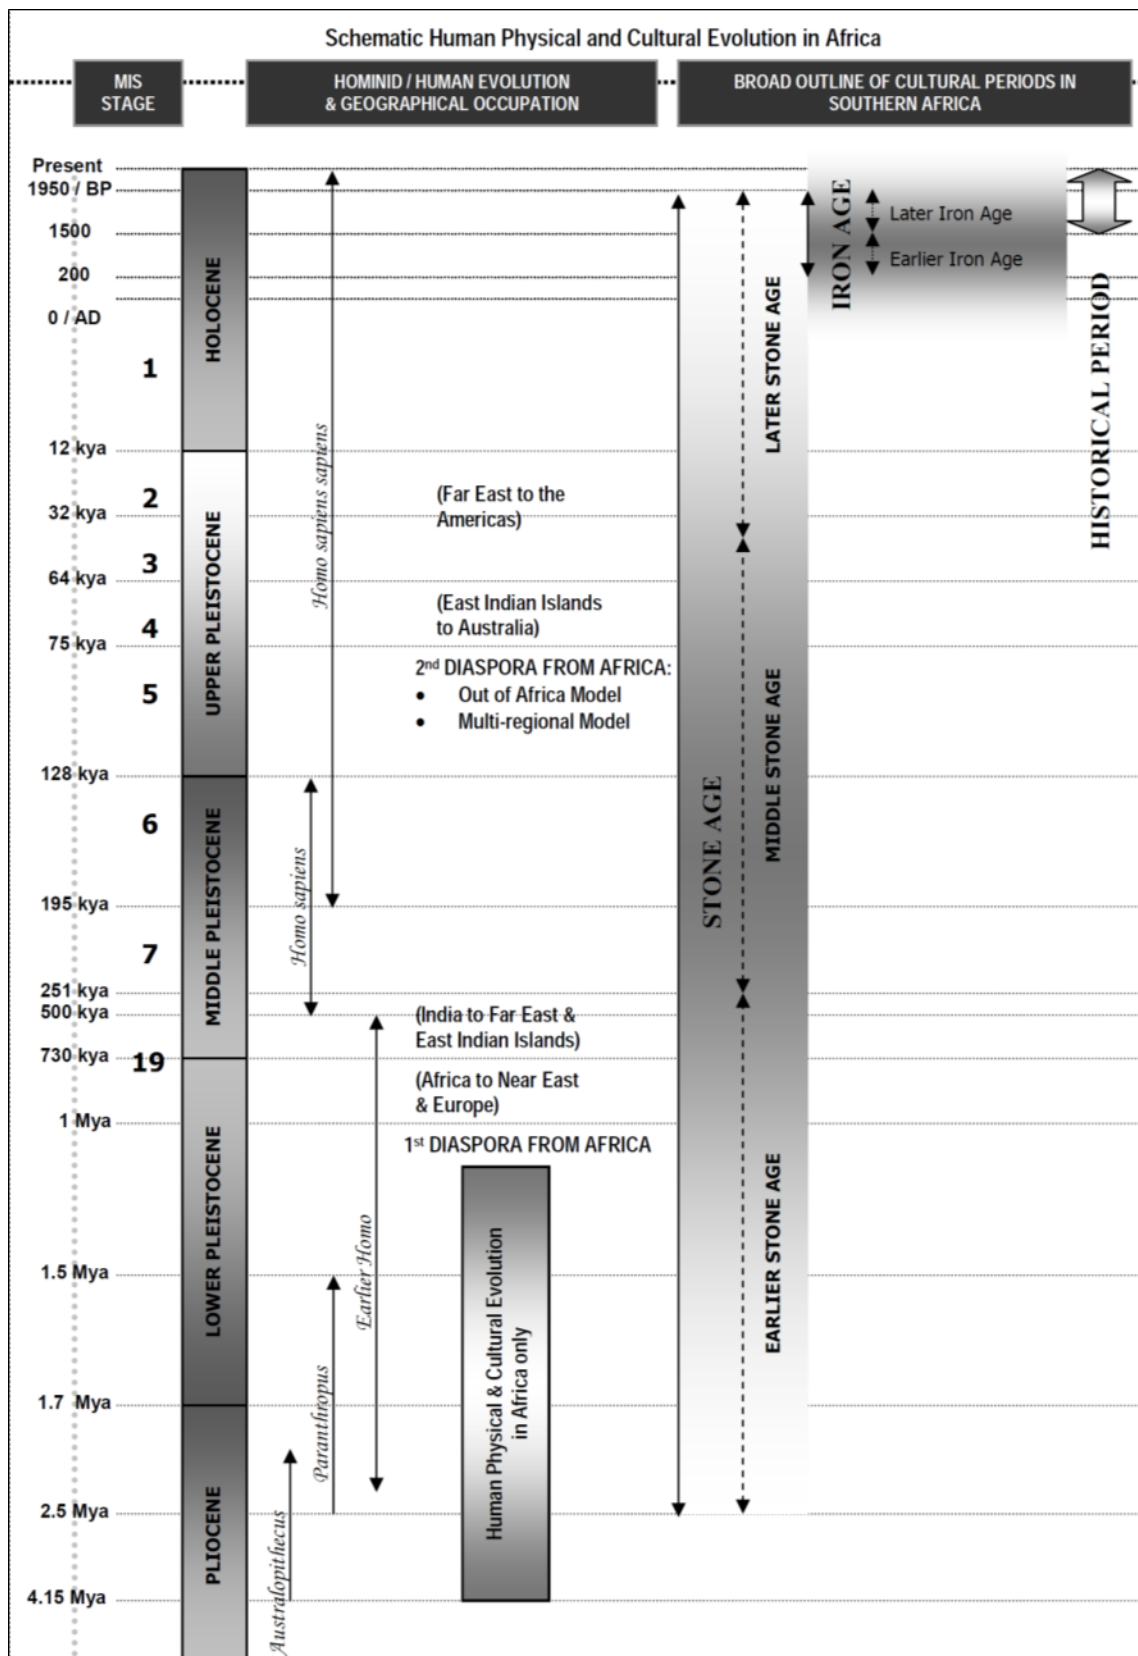 Schematic Human Physical and Cultural Evolution in Africa
MIS
STAGE
HOMINID / HUMAN EVOLUTION
& GEOGRAPHICAL OCCUPATION
BROAD OUTLINE OF CULTURAL PERIODS IN
SOUTHERN AFRICA
Present
1950 / BP
1500
200
0 / AD
12 kya
32 kya
64 kya
75 kya
128 kya
195 kya
251 kya
500 kya
730 kya
1 Mya
1.5 Mya
1.7 Mya
2.5 Mya
4.15 Mya
1
2
3
4
5
6
7
19
HOLOCENE
UPPER PLEISTOCENE
MIDDLE PLEISTOCENE
LOWER PLEISTOCENE
PLIOCENE
Homo sapiens sapiens
Homo sapiens
Earlier Homo
Paranthropus
Australopithecus
(Far East to the
Americas)
(East Indian Islands
to Australia)
2nd DIASPORA FROM AFRICA:
• Out of Africa Model
• Multi-regional Model
(India to Far East &
East Indian Islands)
(Africa to Near East
& Europe)
1st DIASPORA FROM AFRICA
Human Physical & Cultural Evolution
in Africa only
STONE AGE
LATER STONE AGE
MIDDLE STONE AGE
EARLIER STONE AGE
IRON AGE
Later Iron Age
Earlier Iron Age
HISTORICAL PERIOD